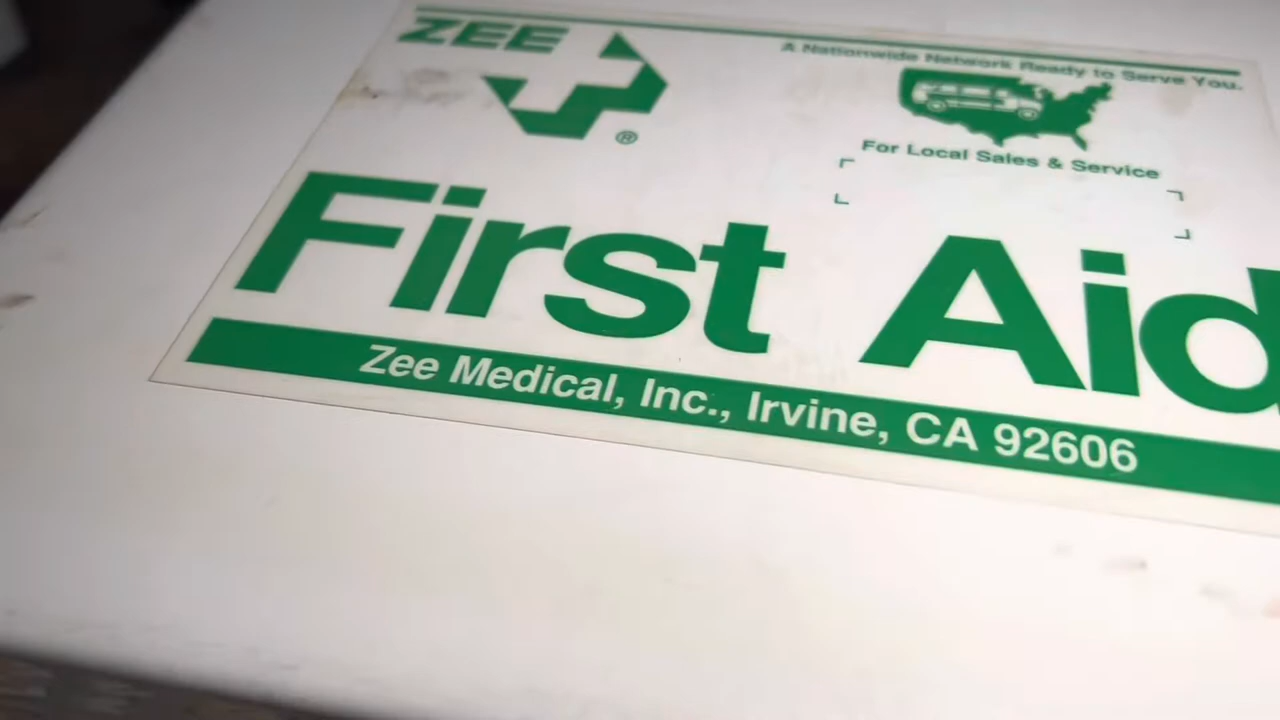 ZEE
®
A Nationwide Network Ready to Serve You.
For Local Sales & Service
First Aid
Zee Medical, Inc., Irvine, CA 92606